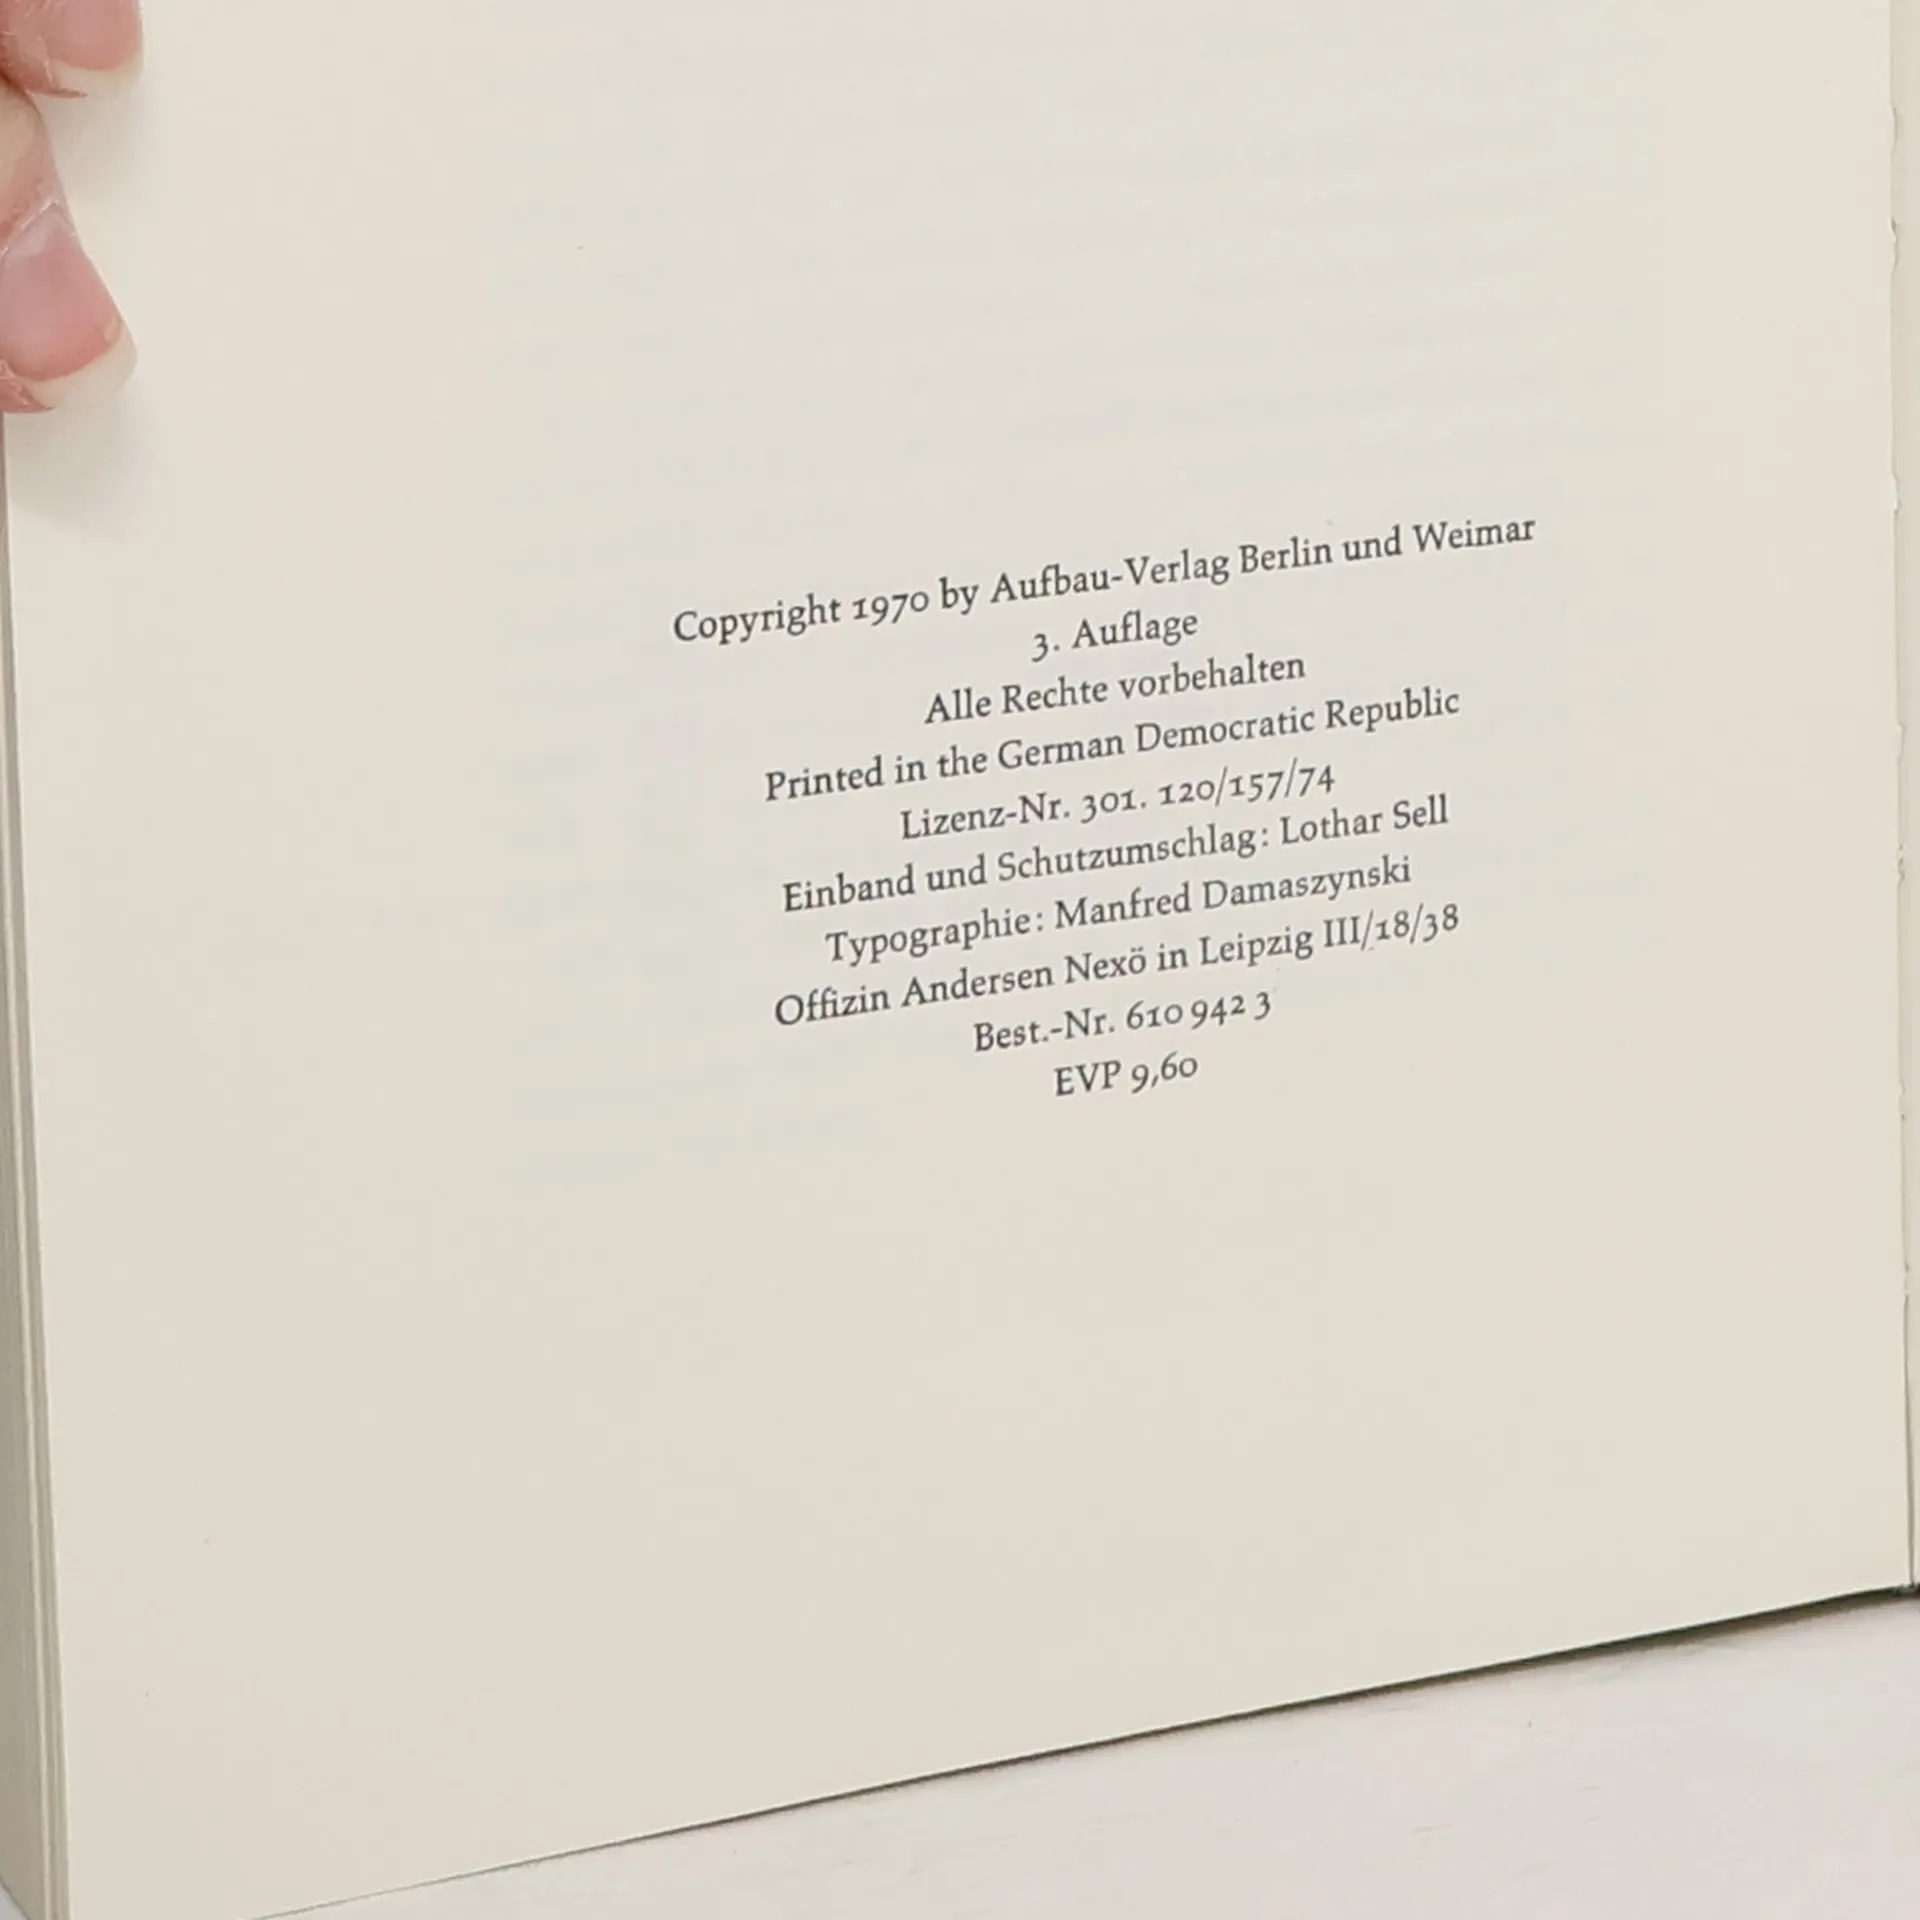 Copyright 1970 by Aufbau-Verlag Berlin und Weimar
3. Auflage
Alle Rechte vorbehalten
Printed in the German Democratic Republic
Lizenz-Nr. 301. 120/157/74
Einband und Schutzumschlag: Lothar Sell
Typographie: Manfred Damaszynski
Offizin Andersen Nexö in Leipzig III/18/38
Best.-Nr. 610 942 3
EVP 9,60